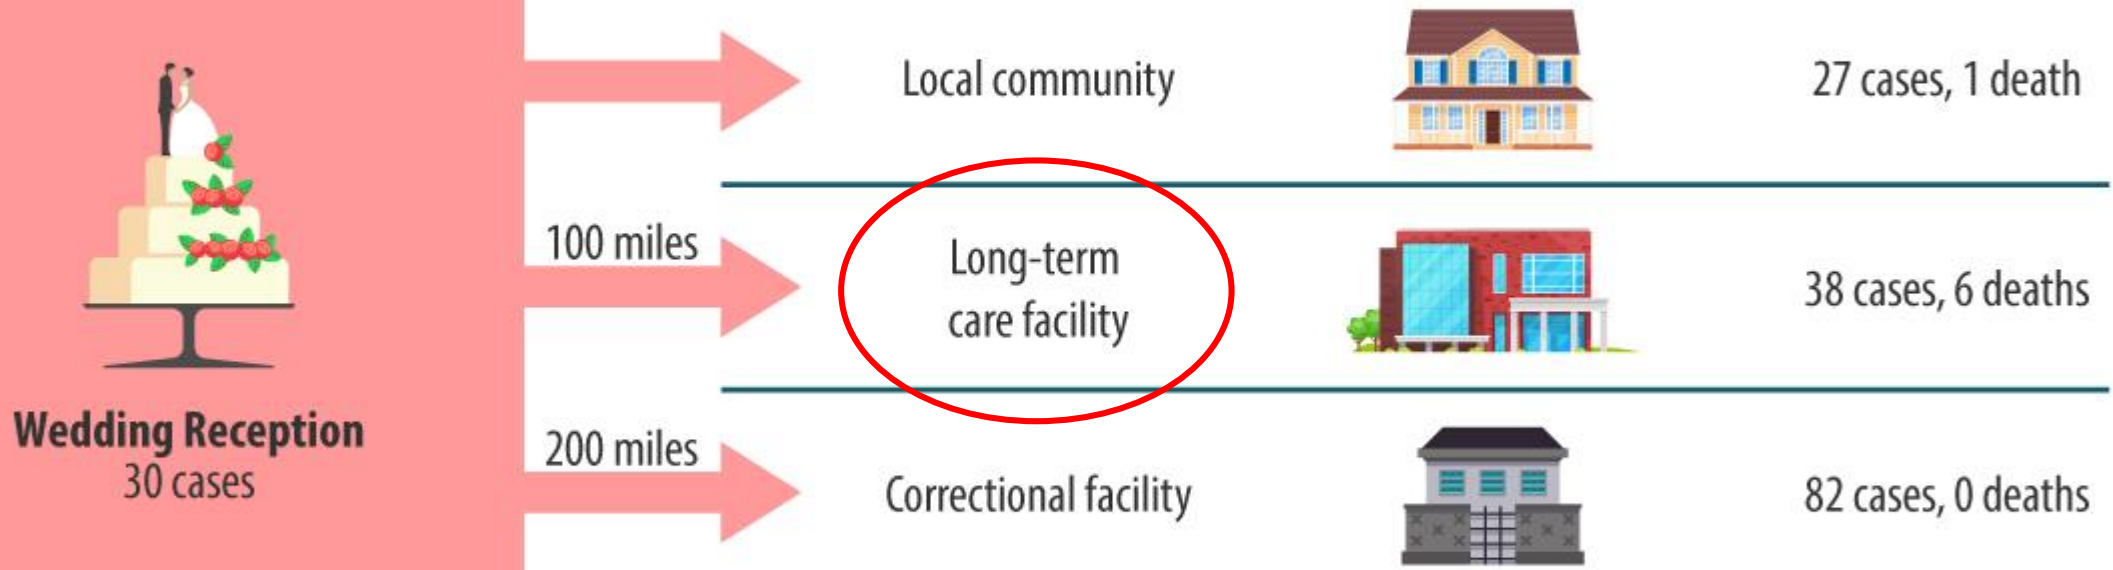 Wedding Reception
30 cases
Local community
27 cases, 1 death
100 miles
Long-term
care facility
38 cases, 6 deaths
200 miles
Correctional facility
82 cases, 0 deaths